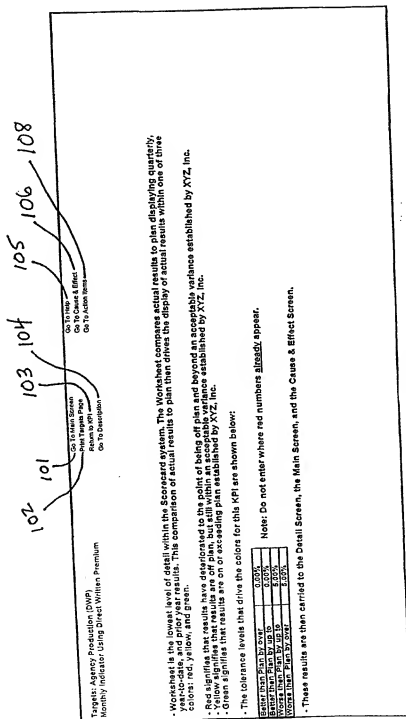 102 101 103 104 105 106 108
Targets: Agency Production (DWP)
Monthly Indicator Using Direct Written Premium
Go To Main Screen
Print Targets Page
Return to KPI
Go To Description
Go To Help
Go To Cause & Effect
Go To Action Items
- Worksheet is the lowest level of detail within the Scorecard system. The Worksheet compares actual results to plan displaying quarterly,
year-to-date, and prior year results. This comparison of actual results to plan then drives the display of actual results within one of three
colors: red, yellow, and green.
- Red signifies that results have deteriorated to the point of being off plan and beyond an acceptable variance established by XYZ, Inc.
- Yellow signifies that results are off plan, but still within an acceptable variance established by XYZ, Inc.
- Green signifies that results are on or exceeding plan established by XYZ, Inc.
- The tolerance levels that drive the colors for this KPI are shown below:
Better than Plan by over 0.00%
Better than Plan by up to 0.00%
Worse then Plan by up to 5.00%
Worse then Plan by over 5.00%
Note: Do not enter where red numbers already appear.
- These results are then carried to the Detail Screen, the Main Screen, and the Cause & Effect Screen.